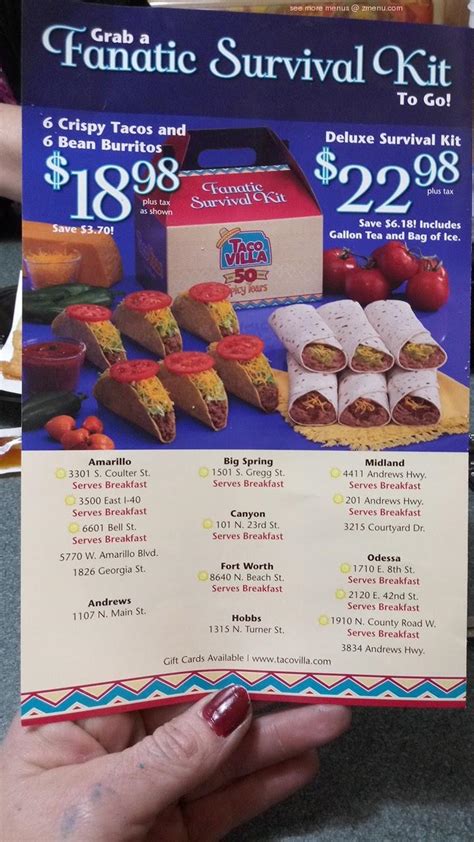 see more menus @ zmenu.com
Grab a
Fanatic Survival Kit
To Go!
6 Crispy Tacos and
6 Bean Burritos
$18.98
plus tax
as shown
Save $3.70!
Deluxe Survival Kit
$22.98
plus tax
Save $6.18! Includes
Gallon Tea and Bag of Ice.
Fanatic
Survival Kit
TACO
VILLA
50
Spicy Years
Amarillo
3301 S. Coulter St.
Serves Breakfast
3500 East I-40
Serves Breakfast
6601 Bell St.
Serves Breakfast
5770 W. Amarillo Blvd.
1826 Georgia St.
Andrews
1107 N. Main St.
Big Spring
1501 S. Gregg St.
Serves Breakfast
Canyon
101 N. 23rd St.
Serves Breakfast
Fort Worth
8640 N. Beach St.
Serves Breakfast
Hobbs
1315 N. Turner St.
Midland
4411 Andrews Hwy.
Serves Breakfast
201 Andrews Hwy.
Serves Breakfast
3215 Courtyard Dr.
Odessa
1710 E. 8th St.
Serves Breakfast
2120 E. 42nd St.
Serves Breakfast
1910 N. County Road W.
Serves Breakfast
3834 Andrews Hwy.
Gift Cards Available | www.tacovilla.com